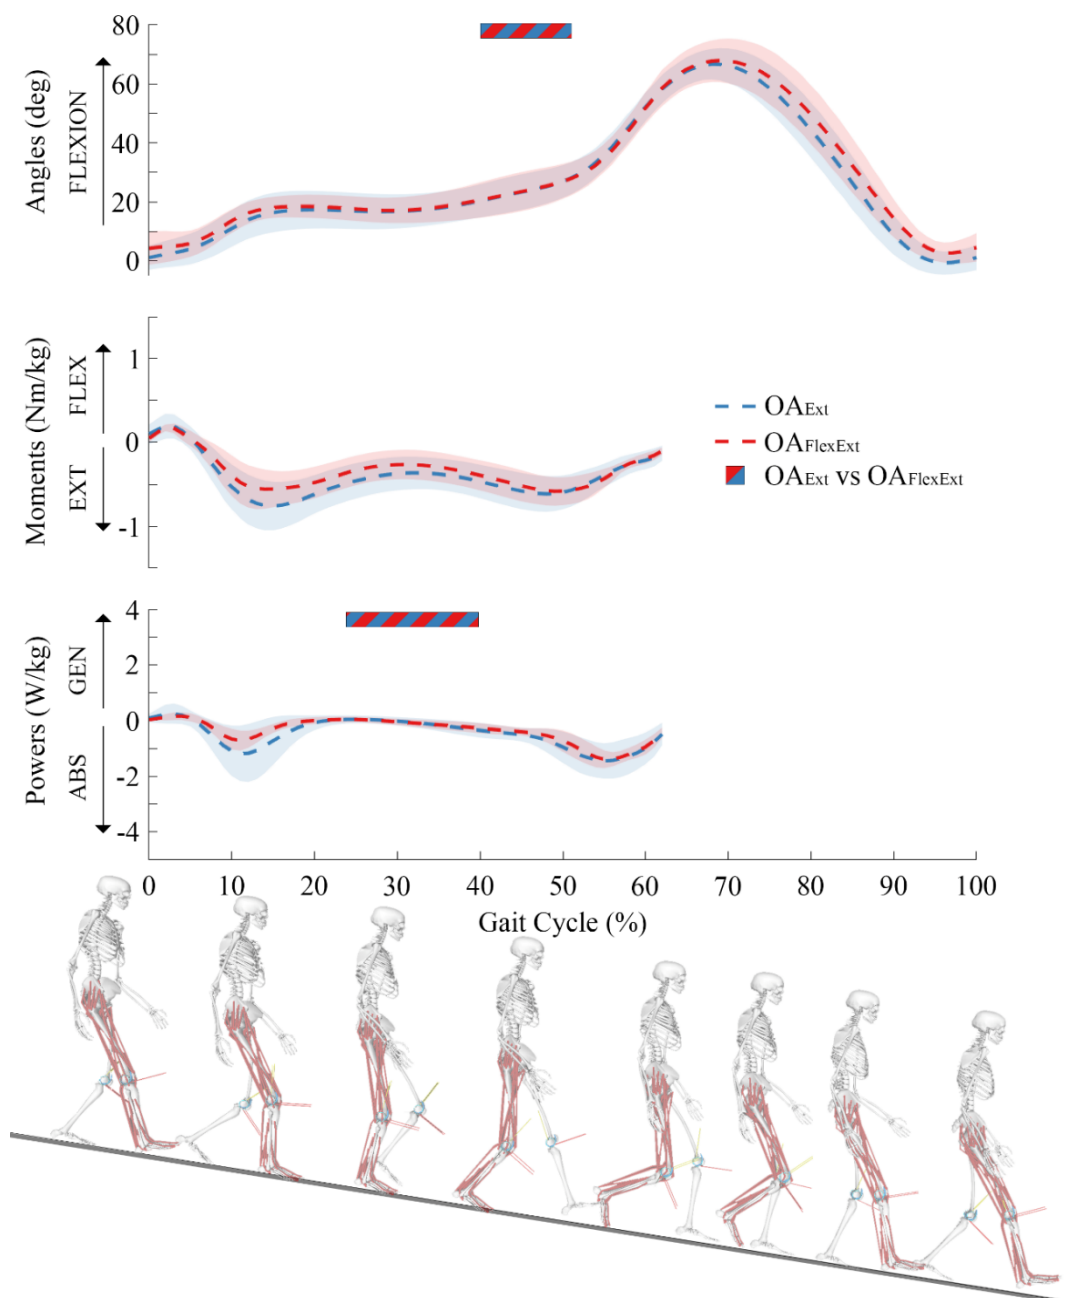 80
60
40
20
0
Angles (deg)
FLEXION
1
0
-1
Moments (Nm/kg)
FLEX
EXT
OAExt
OAFlexExt
OAExt vs OAFlexExt
4
2
0
-2
-4
Powers (W/kg)
GEN
ABS
0 10 20 30 40 50 60 70 80 90 100
Gait Cycle (%)